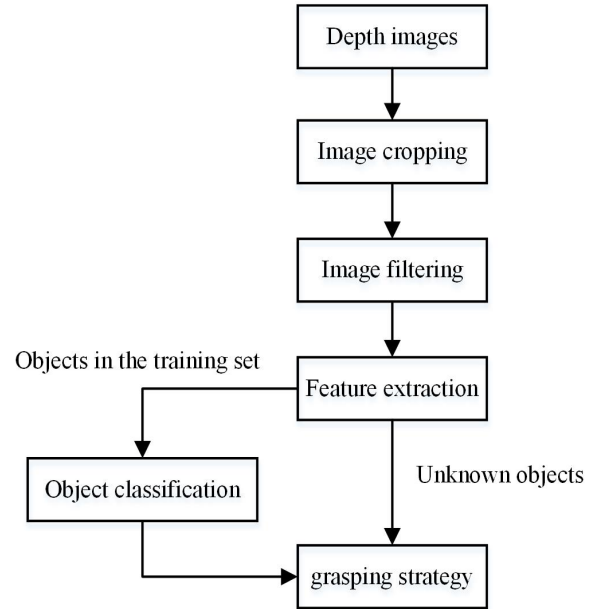 Depth images
Image cropping
Image filtering
Objects in the training set
Feature extraction
Unknown objects
Object classification
grasping strategy